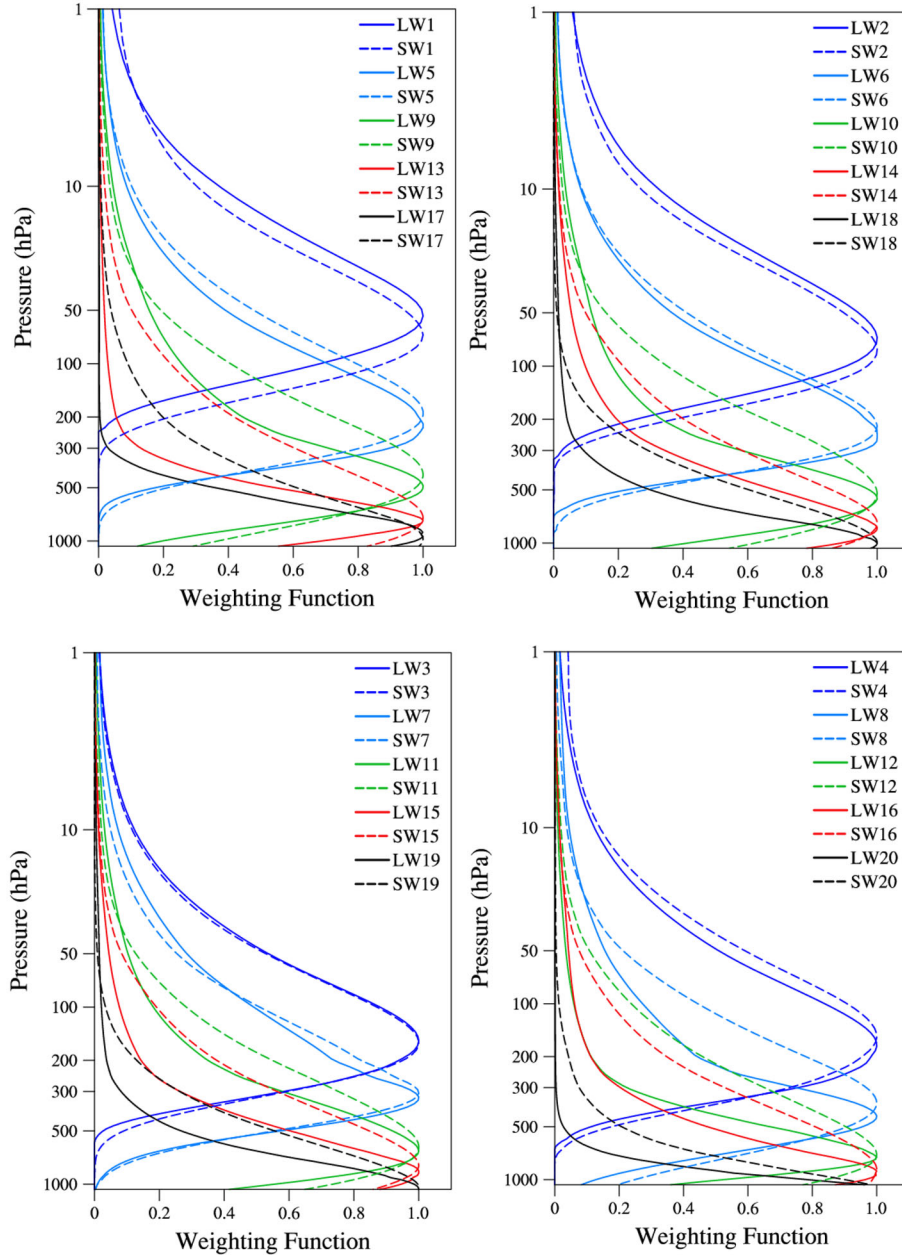 1
10
50
100
200
300
500
1000
Pressure (hPa)
0 0.2 0.4 0.6 0.8 1.0
Weighting Function
LW1
SW1
LW5
SW5
LW9
SW9
LW13
SW13
LW17
SW17
1
10
50
100
200
300
500
1000
Pressure (hPa)
0 0.2 0.4 0.6 0.8 1.0
Weighting Function
LW2
SW2
LW6
SW6
LW10
SW10
LW14
SW14
LW18
SW18
1
10
50
100
200
300
500
1000
Pressure (hPa)
0 0.2 0.4 0.6 0.8 1.0
Weighting Function
LW3
SW3
LW7
SW7
LW11
SW11
LW15
SW15
LW19
SW19
1
10
50
100
200
300
500
1000
Pressure (hPa)
0 0.2 0.4 0.6 0.8 1.0
Weighting Function
LW4
SW4
LW8
SW8
LW12
SW12
LW16
SW16
LW20
SW20